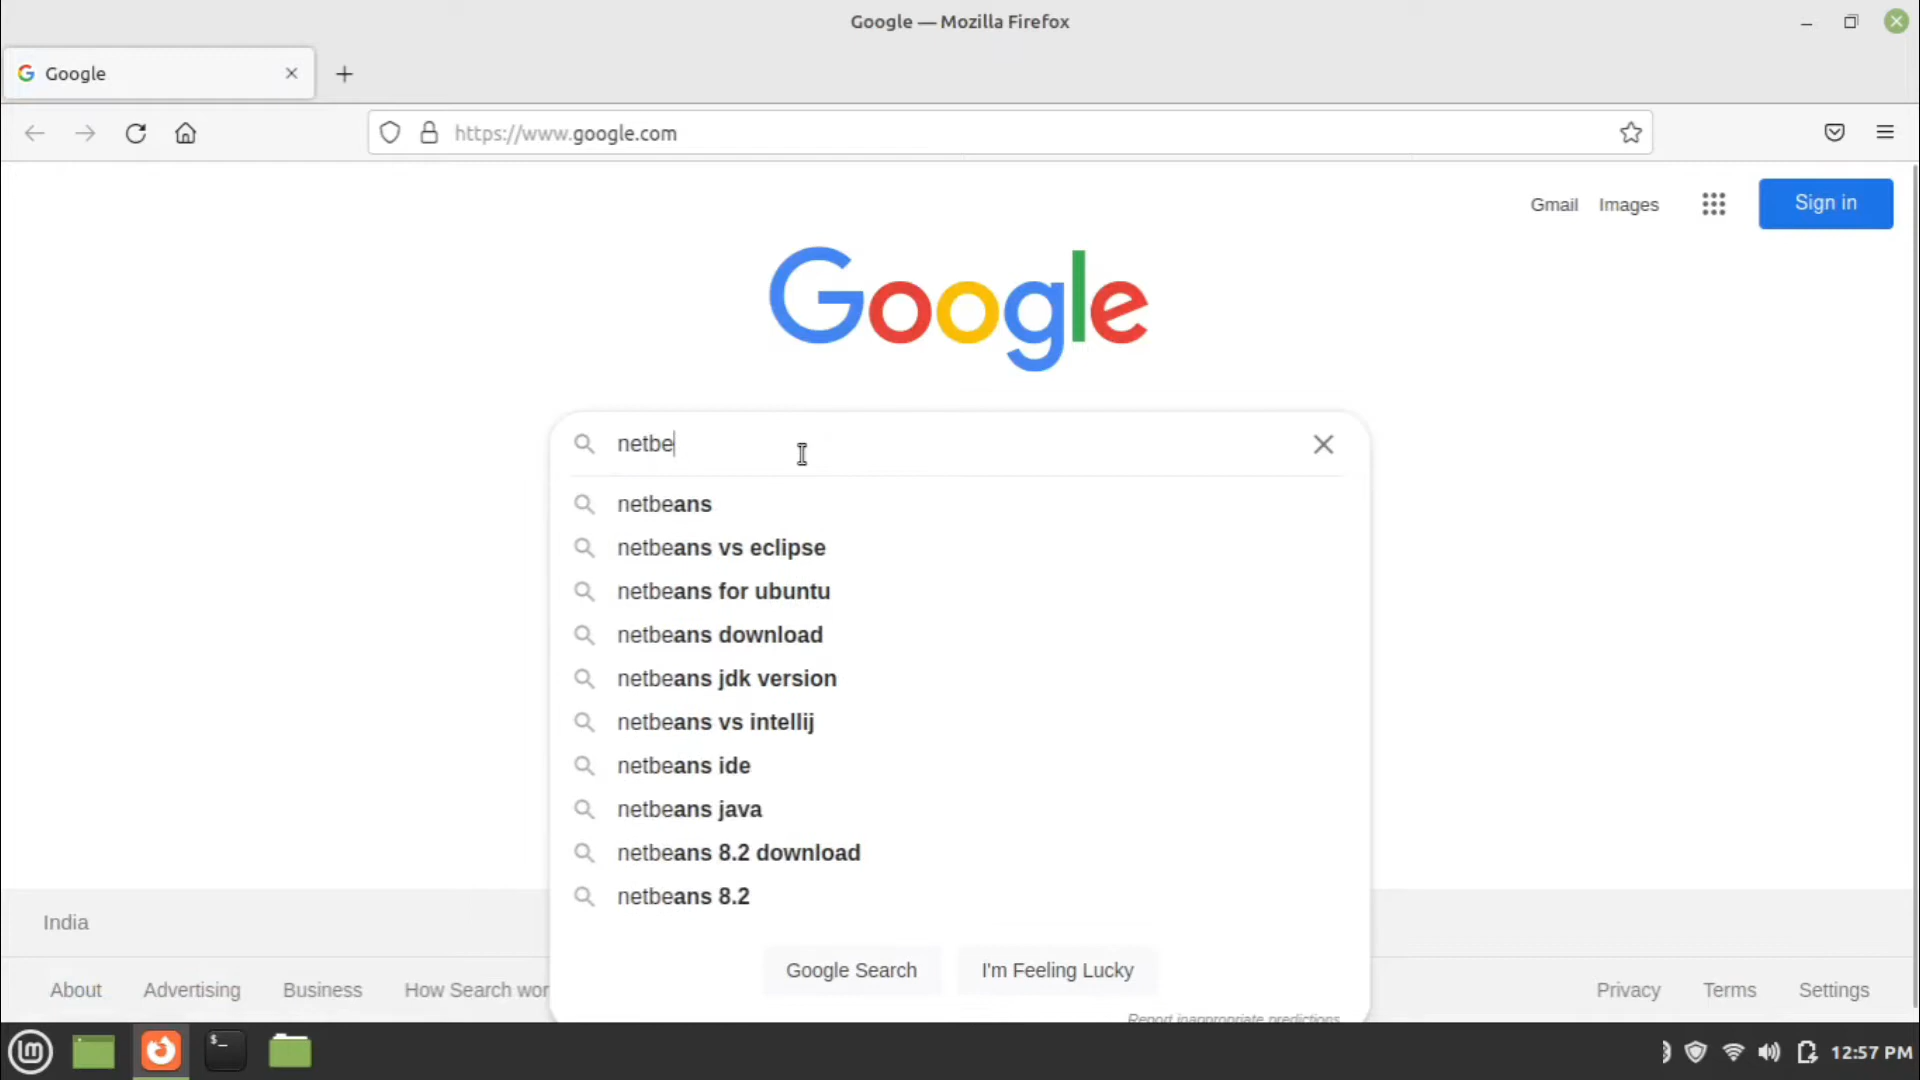 Google — Mozilla Firefox
Google
https://www.google.com
Gmail Images Sign in
Google
netbe
netbeans
netbeans vs eclipse
netbeans for ubuntu
netbeans download
netbeans jdk version
netbeans vs intellij
netbeans ide
netbeans java
netbeans 8.2 download
netbeans 8.2
Google Search I'm Feeling Lucky
Report inappropriate predictions
India
About Advertising Business How Search wor Privacy Terms Settings
12:57 PM